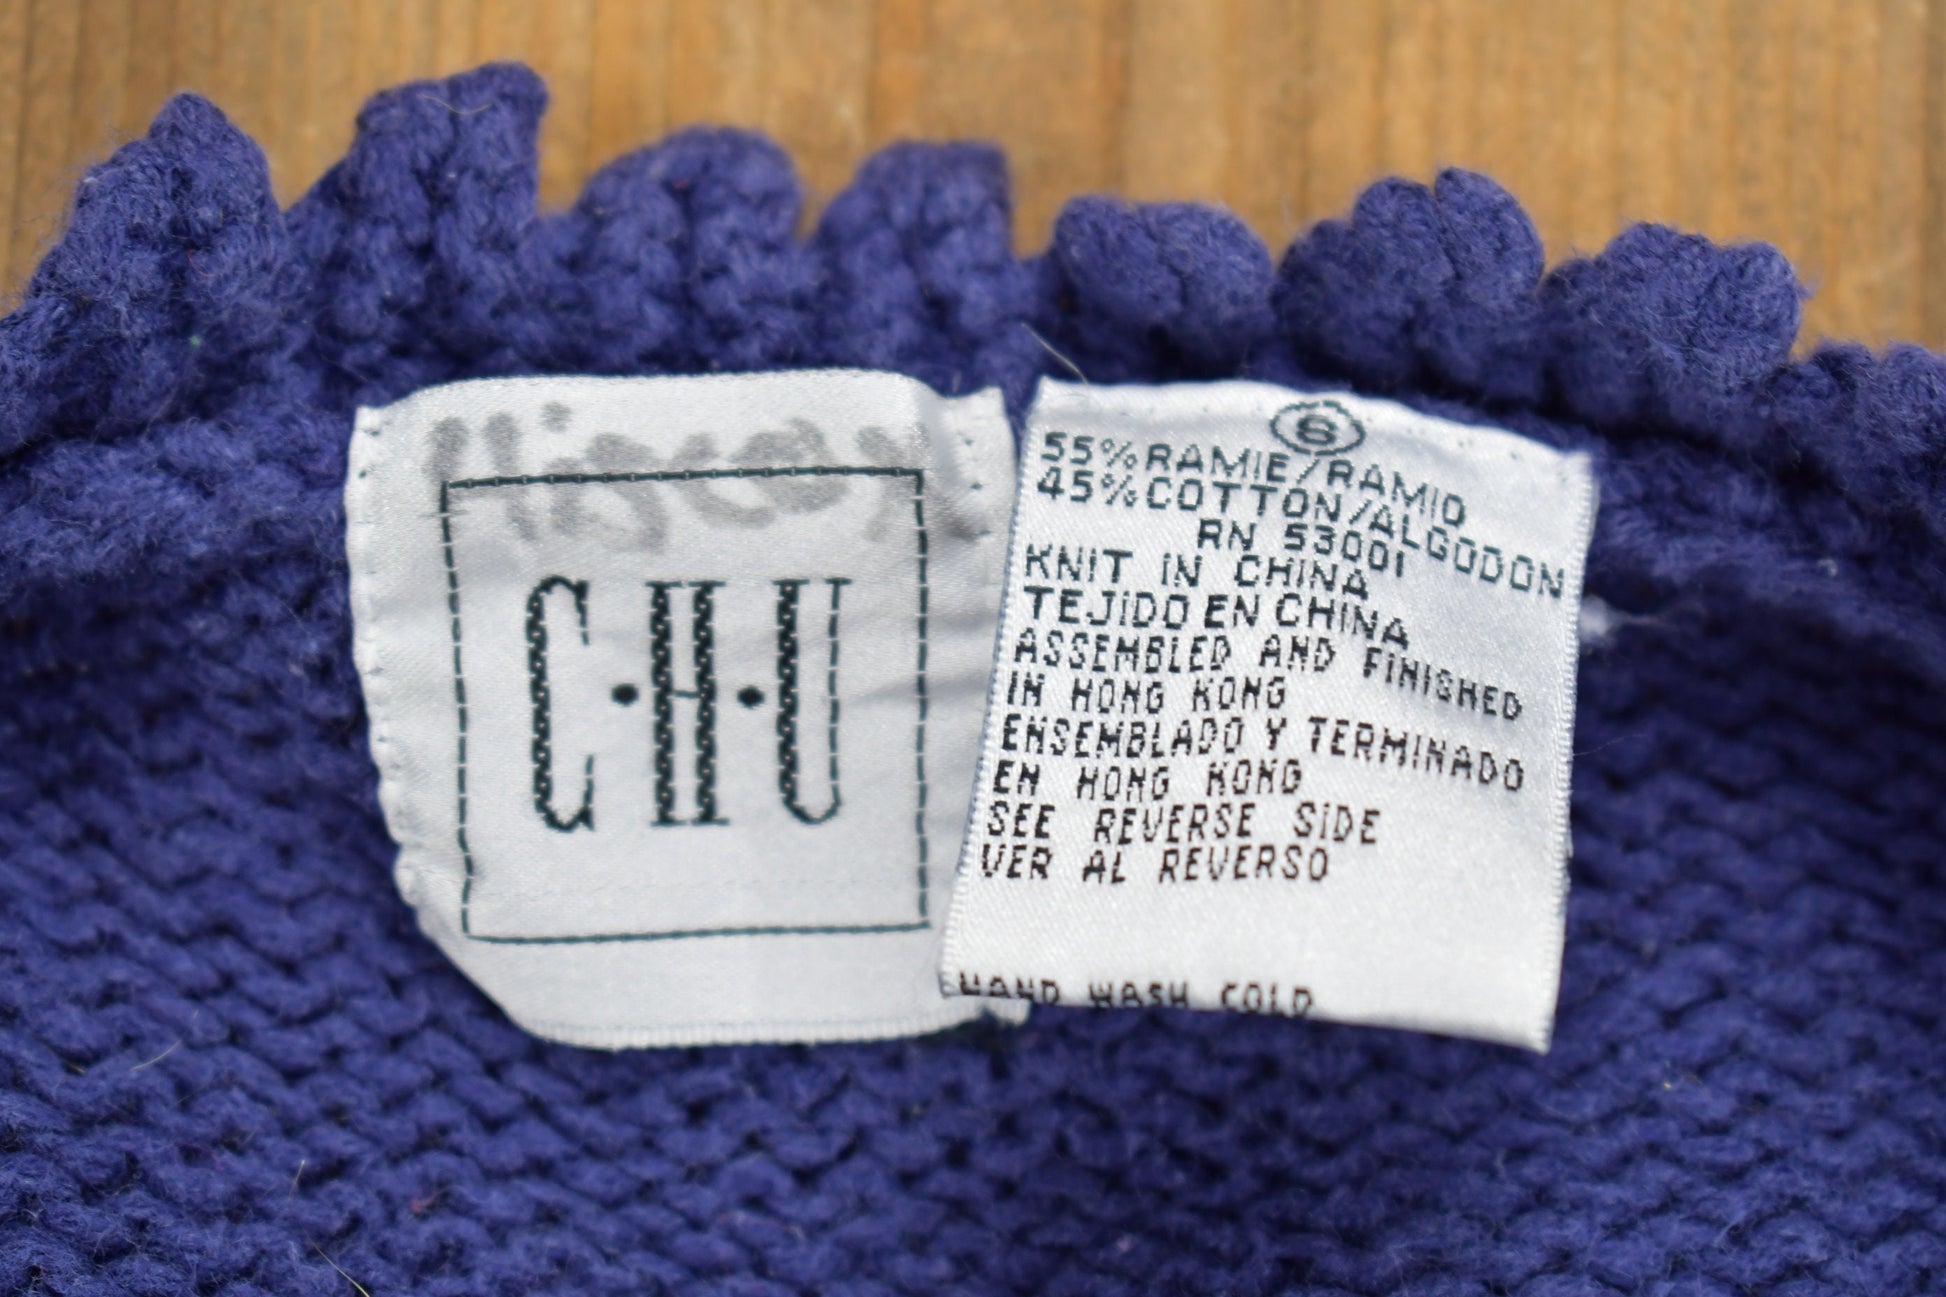 C·H·U
6
55% RAMIE/RAMIO
45% COTTON/ALGODON
RN 53001
KNIT IN CHINA
TEJIDO EN CHINA
ASSEMBLED AND FINISHED
IN HONG KONG
ENSEMBLADO Y TERMINADO
EN HONG KONG
SEE REVERSE SIDE
VER AL REVERSO
HAND WASH COLD